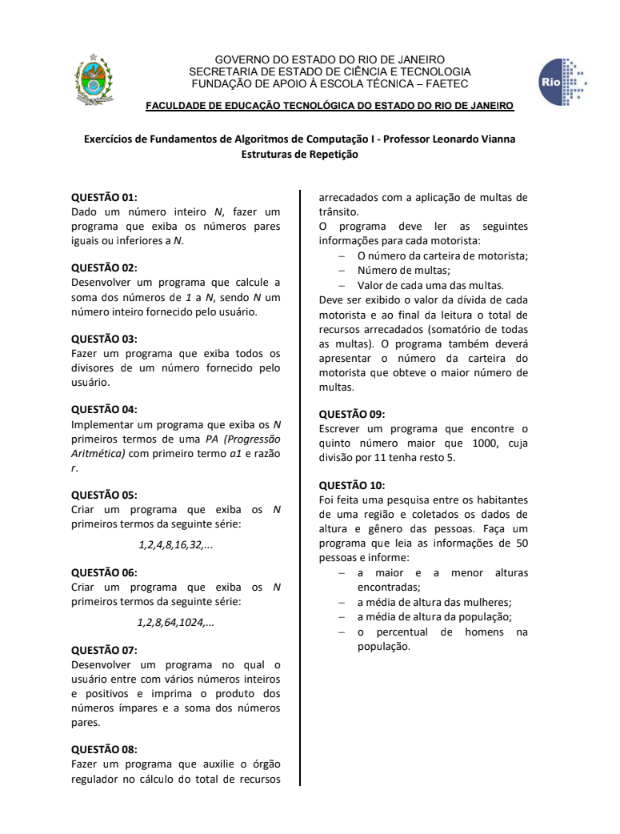 GOVERNO DO ESTADO DO RIO DE JANEIRO
SECRETARIA DE ESTADO DE CIÊNCIA E TECNOLOGIA
FUNDAÇÃO DE APOIO À ESCOLA TÉCNICA – FAETEC
Rio
FACULDADE DE EDUCAÇÃO TECNOLÓGICA DO ESTADO DO RIO DE JANEIRO
Exercícios de Fundamentos de Algoritmos de Computação I - Professor Leonardo Vianna
Estruturas de Repetição
QUESTÃO 01:
Dado um número inteiro N, fazer um
programa que exiba os números pares
iguais ou inferiores a N.
QUESTÃO 02:
Desenvolver um programa que calcule a
soma dos números de 1 a N, sendo N um
número inteiro fornecido pelo usuário.
QUESTÃO 03:
Fazer um programa que exiba todos os
divisores de um número fornecido pelo
usuário.
QUESTÃO 04:
Implementar um programa que exiba os N
primeiros termos de uma PA (Progressão
Aritmética) com primeiro termo a1 e razão
r.
QUESTÃO 05:
Criar um programa que exiba os N
primeiros termos da seguinte série:
1,2,4,8,16,32,...
QUESTÃO 06:
Criar um programa que exiba os N
primeiros termos da seguinte série:
1,2,8,64,1024,...
QUESTÃO 07:
Desenvolver um programa no qual o
usuário entre com vários números inteiros
e positivos e imprima o produto dos
números ímpares e a soma dos números
pares.
QUESTÃO 08:
Fazer um programa que auxilie o órgão
regulador no cálculo do total de recursos
arrecadados com a aplicação de multas de
trânsito.
O programa deve ler as seguintes
informações para cada motorista:
– O número da carteira de motorista;
– Número de multas;
– Valor de cada uma das multas.
Deve ser exibido o valor da dívida de cada
motorista e ao final da leitura o total de
recursos arrecadados (somatório de todas
as multas). O programa também deverá
apresentar o número da carteira do
motorista que obteve o maior número de
multas.
QUESTÃO 09:
Escrever um programa que encontre o
quinto número maior que 1000, cuja
divisão por 11 tenha resto 5.
QUESTÃO 10:
Foi feita uma pesquisa entre os habitantes
de uma região e coletados os dados de
altura e gênero das pessoas. Faça um
programa que leia as informações de 50
pessoas e informe:
– a maior e a menor alturas
encontradas;
– a média de altura das mulheres;
– a média de altura da população;
– o percentual de homens na
população.